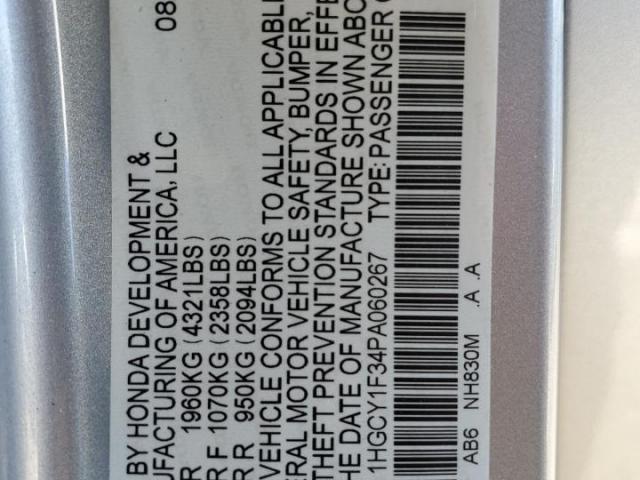 BY HONDA DEVELOPMENT & 08
UFACTURING OF AMERICA, LLC
R 1960KG (4321LBS)
R F 1070KG (2358LBS)
R R 950KG (2094LBS)
VEHICLE CONFORMS TO ALL APPLICABLE
ERAL MOTOR VEHICLE SAFETY, BUMPER,
THEFT PREVENTION STANDARDS IN EFFE
HE DATE OF MANUFACTURE SHOWN ABO
1HGCY1F34PA060267 TYPE: PASSENGER
AB6 NH830M .A .A